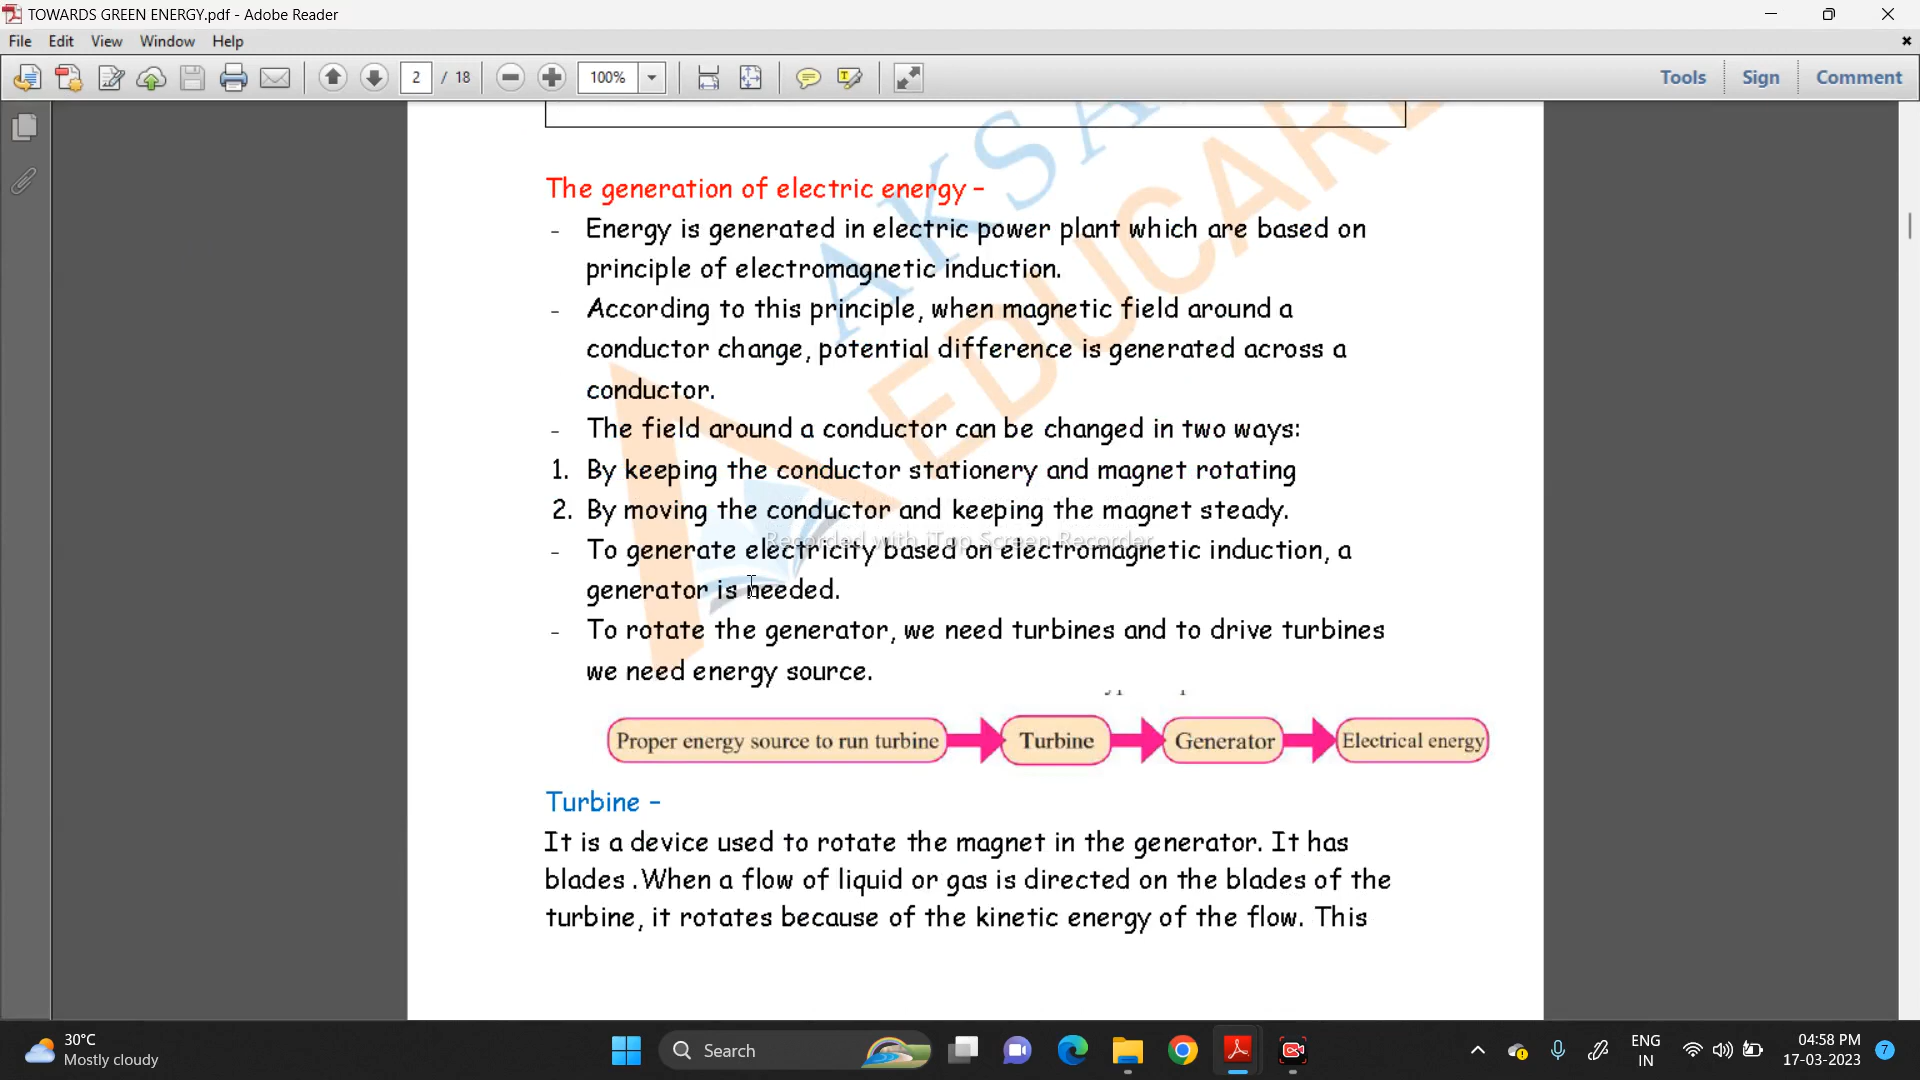 TOWARDS GREEN ENERGY.pdf - Adobe Reader
File Edit View Window Help
2 / 18 100% Tools Sign Comment
AKSA
EDUCARE
The generation of electric energy –
- Energy is generated in electric power plant which are based on
principle of electromagnetic induction.
- According to this principle, when magnetic field around a
conductor change, potential difference is generated across a
conductor.
- The field around a conductor can be changed in two ways:
1. By keeping the conductor stationery and magnet rotating
2. By moving the conductor and keeping the magnet steady.
Recorded with iTop Screen Recorder
- To generate electricity based on electromagnetic induction, a
generator is needed.
- To rotate the generator, we need turbines and to drive turbines
we need energy source.
Proper energy source to run turbine Turbine Generator Electrical energy
Turbine –
It is a device used to rotate the magnet in the generator. It has
blades .When a flow of liquid or gas is directed on the blades of the
turbine, it rotates because of the kinetic energy of the flow. This
30°C
Mostly cloudy
Search
ENG
IN
04:58 PM
17-03-2023
7